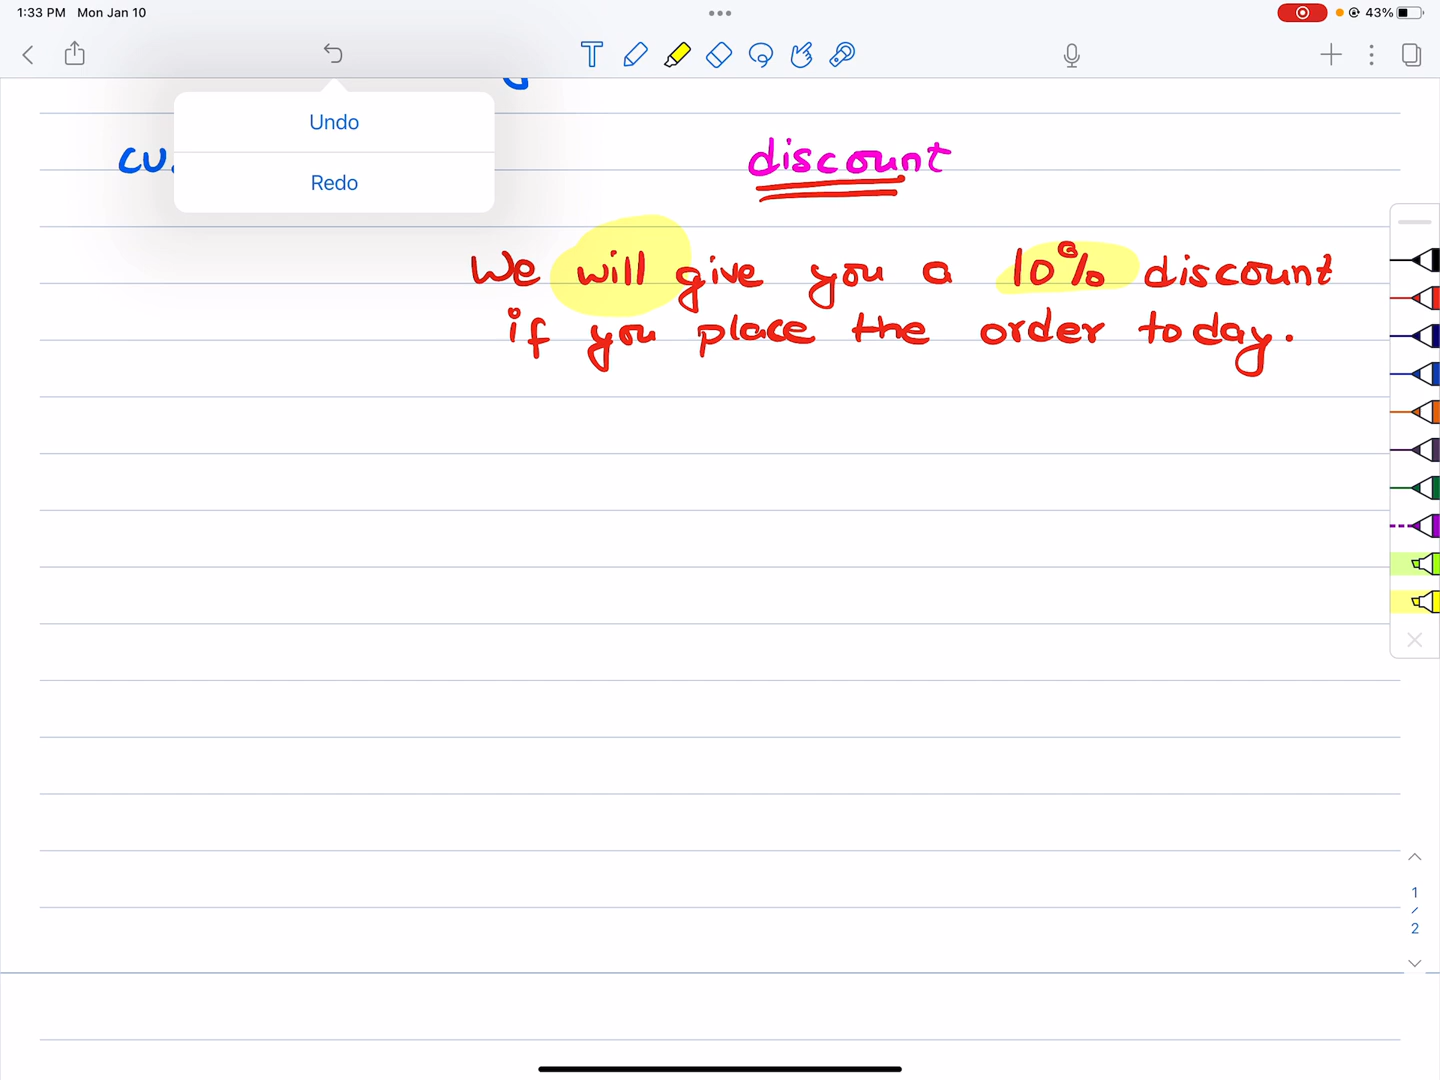 1:33 PM Mon Jan 10
43%
Undo
Redo
discount
We will give you a 10% discount
if you place the order today.
1
/
2